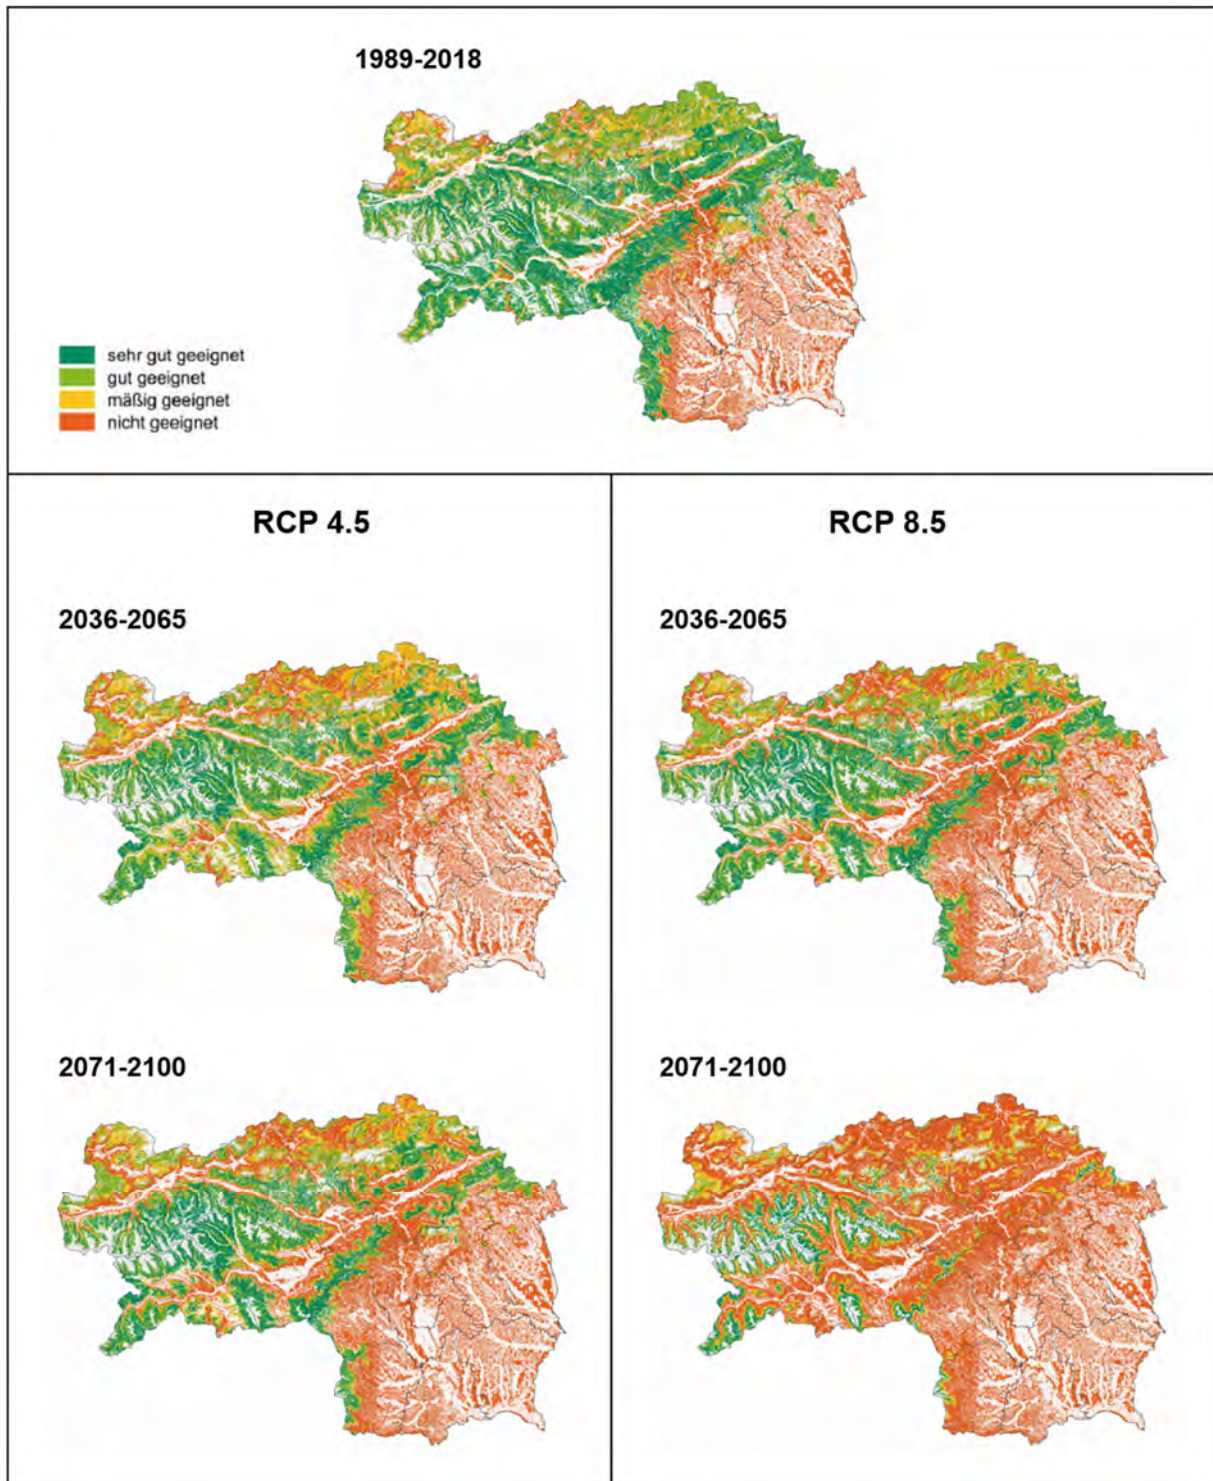 1989-2018
sehr gut geeignet
gut geeignet
mäßig geeignet
nicht geeignet
RCP 4.5
2036-2065
2071-2100
RCP 8.5
2036-2065
2071-2100